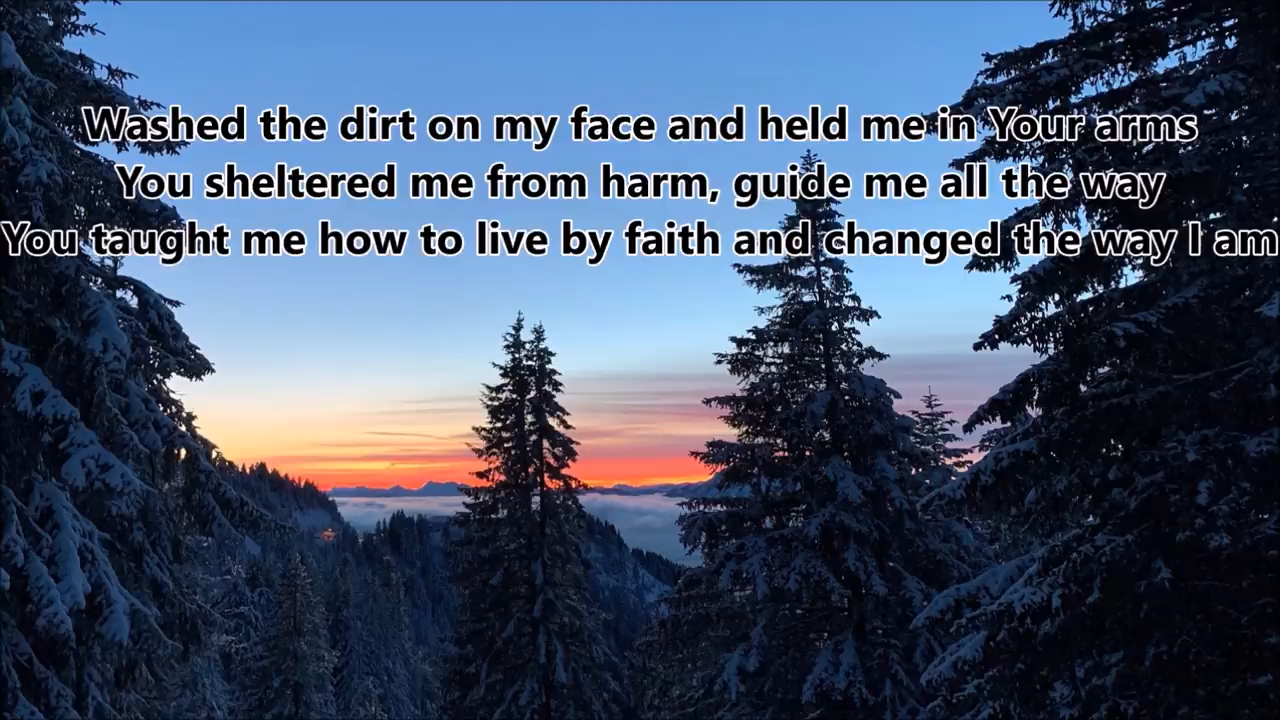 Washed the dirt on my face and held me in Your arms
You sheltered me from harm, guide me all the way
You taught me how to live by faith and changed the way I am